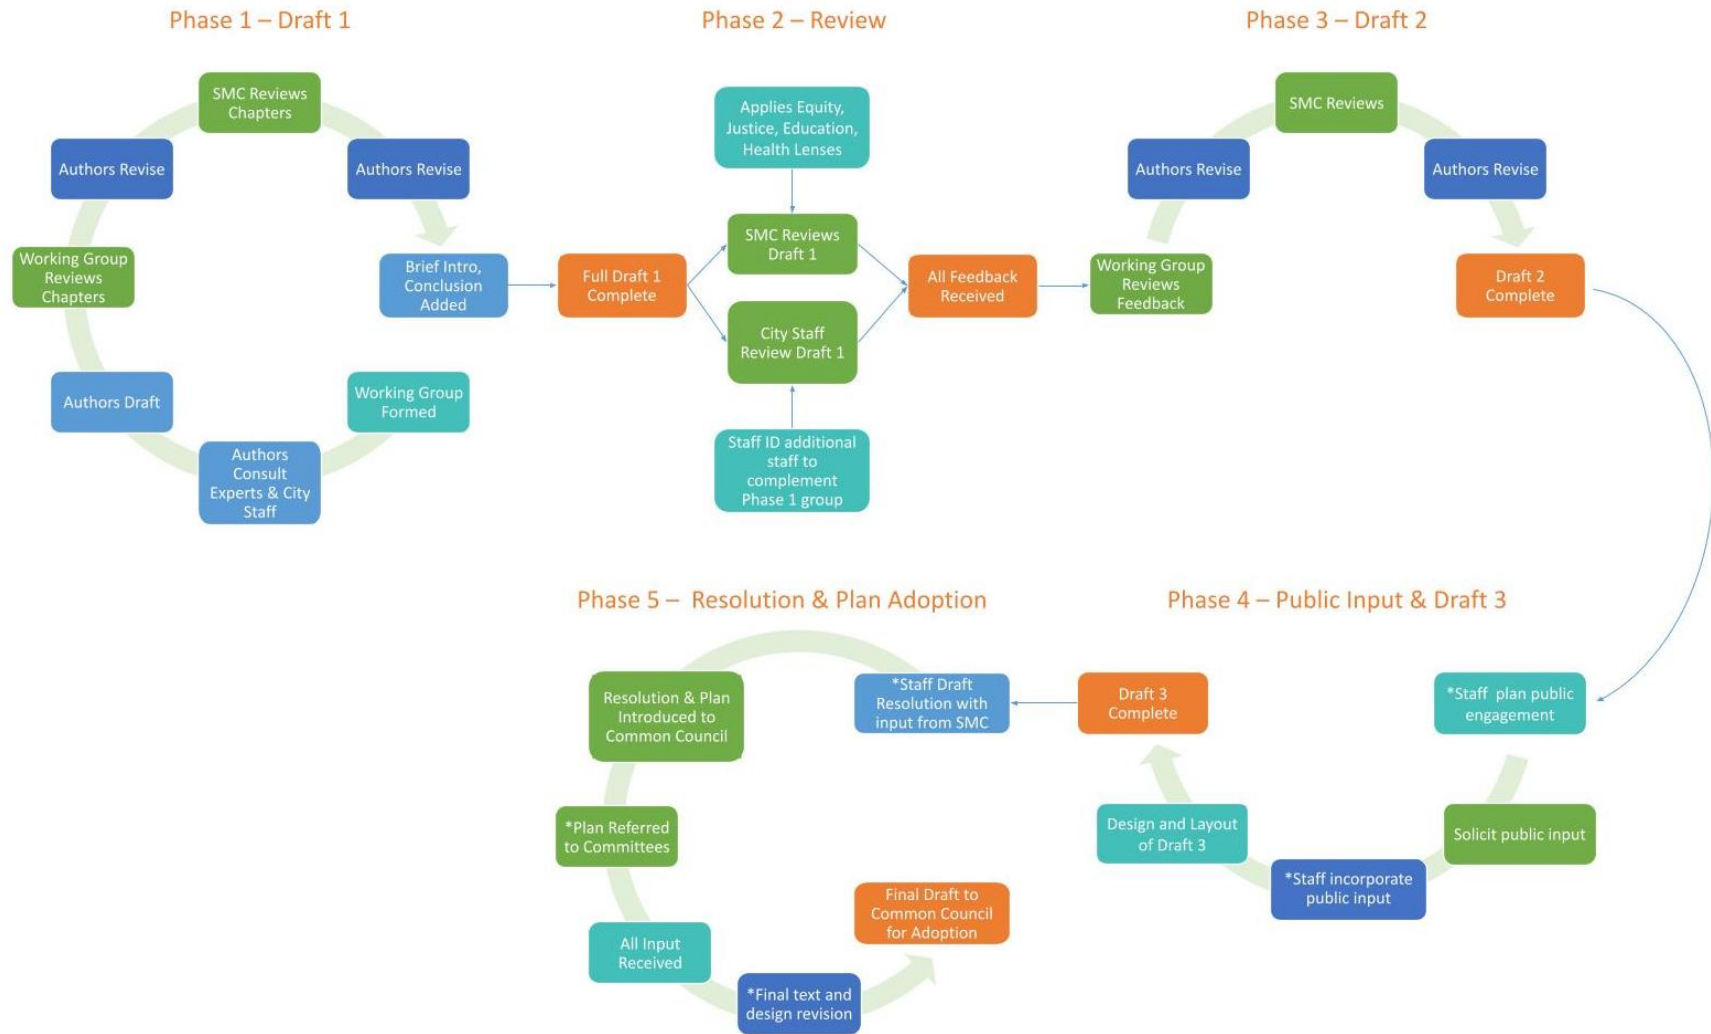 Phase 1 – Draft 1
SMC Reviews
Chapters
Authors Revise
Authors Revise
Working Group
Reviews
Chapters
Brief Intro,
Conclusion
Added
Authors Draft
Working Group
Formed
Authors
Consult
Experts & City
Staff
Phase 2 – Review
Applies Equity,
Justice, Education,
Health Lenses
Full Draft 1
Complete
SMC Reviews
Draft 1
City Staff
Review Draft 1
All Feedback
Received
Staff ID additional
staff to
complement
Phase 1 group
Phase 3 – Draft 2
SMC Reviews
Authors Revise
Authors Revise
Working Group
Reviews
Feedback
Draft 2
Complete
Phase 4 – Public Input & Draft 3
*Staff plan public
engagement
Solicit public input
*Staff incorporate
public input
Design and Layout
of Draft 3
Draft 3
Complete
Phase 5 – Resolution & Plan Adoption
*Staff Draft
Resolution with
input from SMC
Resolution & Plan
Introduced to
Common Council
*Plan Referred
to Committees
All Input
Received
*Final text and
design revision
Final Draft to
Common Council
for Adoption